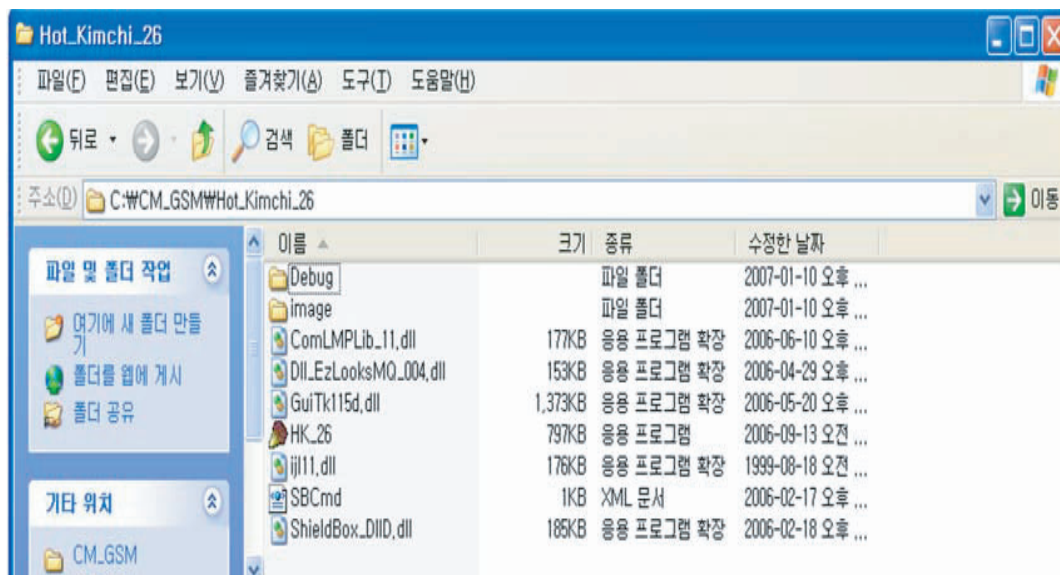 Hot_Kimchi_26
파일(F) 편집(E) 보기(V) 즐겨찾기(A) 도구(T) 도움말(H)
뒤로 검색 폴더
주소(D) C:₩CM_GSM₩Hot_Kimchi_26 이동
파일 및 폴더 작업
여기에 새 폴더 만들
기
폴더를 웹에 게시
폴더 공유
기타 위치
CM_GSM
이름 크기 종류 수정한 날짜
Debug 파일 폴더 2007-01-10 오후 ...
image 파일 폴더 2007-01-10 오후 ...
ComLMPLib_11.dll 177KB 응용 프로그램 확장 2006-06-10 오후 ...
Dll_EzLooksMQ_004.dll 153KB 응용 프로그램 확장 2006-04-29 오후 ...
GuiTk115d.dll 1,373KB 응용 프로그램 확장 2006-05-20 오후 ...
HK_26 797KB 응용 프로그램 2006-09-13 오전 ...
ijl11.dll 176KB 응용 프로그램 확장 1999-08-18 오전 ...
SBCmd 1KB XML 문서 2006-02-17 오후 ...
ShieldBox_DllD.dll 185KB 응용 프로그램 확장 2006-02-18 오후 ...